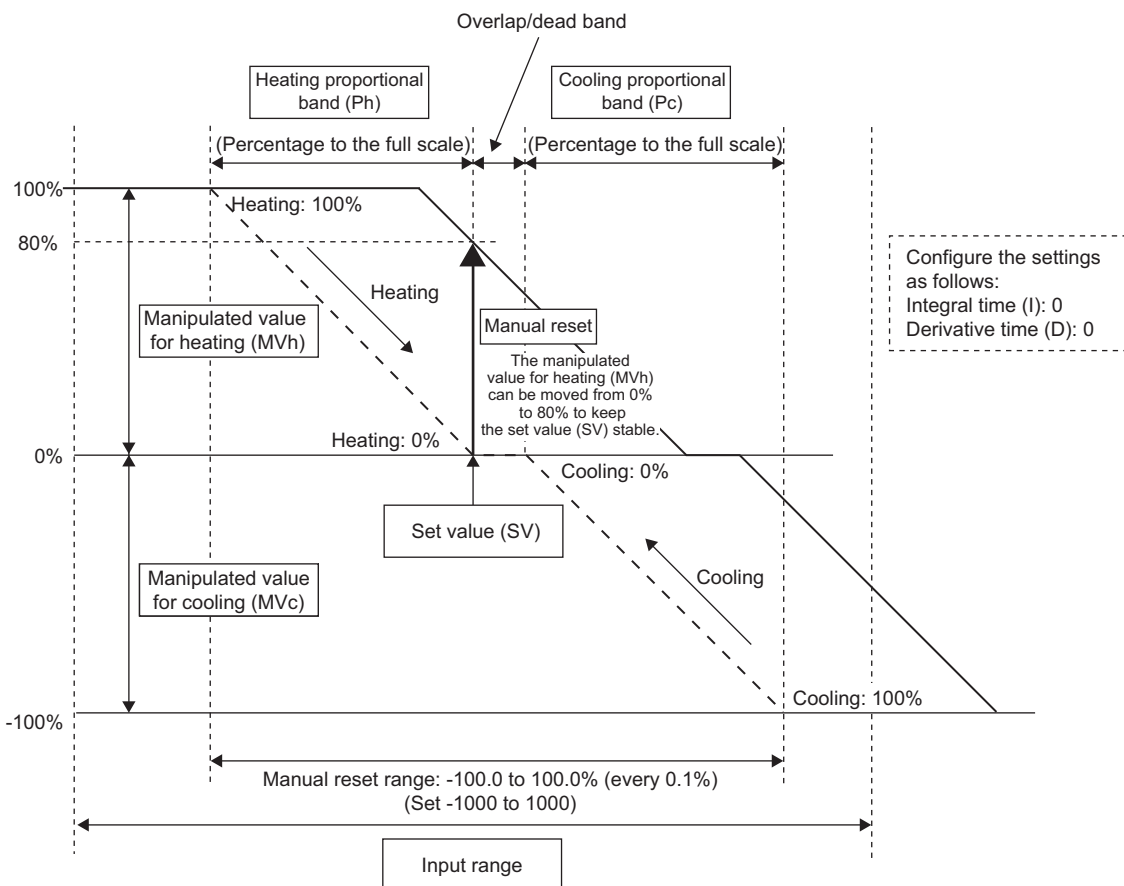 Overlap/dead band
Heating proportional
band (Ph)
Cooling proportional
band (Pc)
(Percentage to the full scale)
(Percentage to the full scale)
100%
Heating: 100%
80%
Heating
Manipulated value
for heating (MVh)
Manual reset
The manipulated
value for heating (MVh)
can be moved from 0%
to 80% to keep
the set value (SV) stable.
Configure the settings
as follows:
Integral time (I): 0
Derivative time (D): 0
Heating: 0%
0%
Cooling: 0%
Set value (SV)
Manipulated value
for cooling (MVc)
Cooling
Cooling: 100%
-100%
Manual reset range: -100.0 to 100.0% (every 0.1%)
(Set -1000 to 1000)
Input range